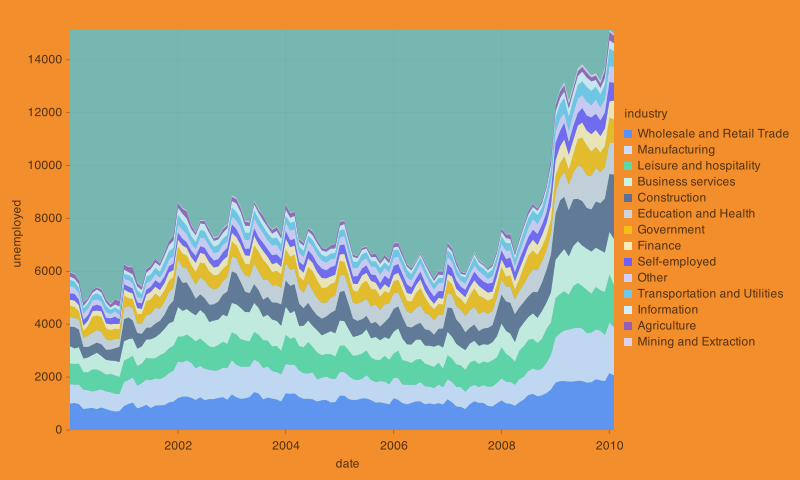 14000
12000
10000
8000
6000
4000
2000
0
unemployed
2002 2004 2006 2008 2010
date
industry
Wholesale and Retail Trade
Manufacturing
Leisure and hospitality
Business services
Construction
Education and Health
Government
Finance
Self-employed
Other
Transportation and Utilities
Information
Agriculture
Mining and Extraction